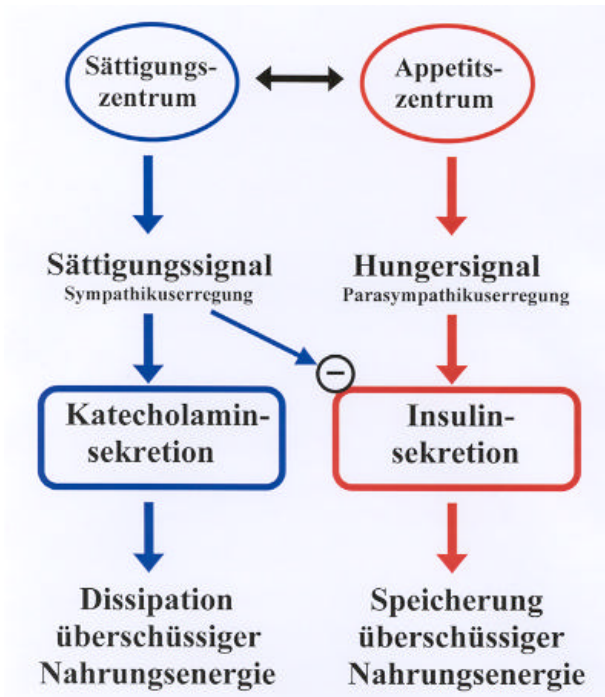 Sättigungs-
zentrum
Appetits-
zentrum
Sättigungssignal
Sympathikuserregung
Hungersignal
Parasympathikuserregung
−
Katecholamin-
sekretion
Insulin-
sekretion
Dissipation
überschüssiger
Nahrungsenergie
Speicherung
überschüssiger
Nahrungsenergie